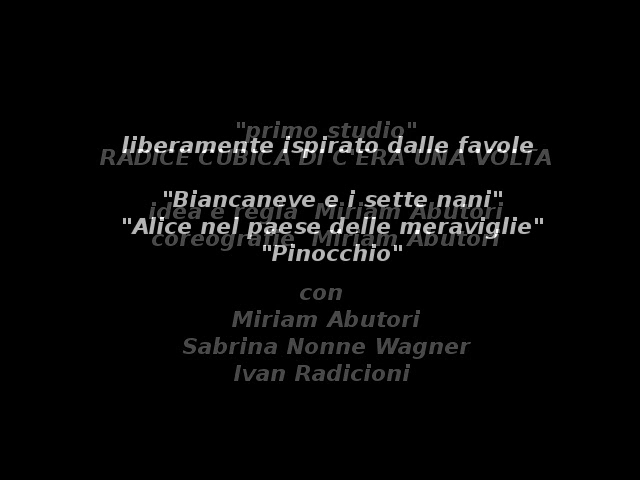 "primo studio"
liberamente ispirato dalle favole
RADICE CUBICA DI C'ERA UNA VOLTA
"Biancaneve e i sette nani"
idea e regia Miriam Abutori
"Alice nel paese delle meraviglie"
coreografie Miriam Abutori
"Pinocchio"
con
Miriam Abutori
Sabrina Nonne Wagner
Ivan Radicioni